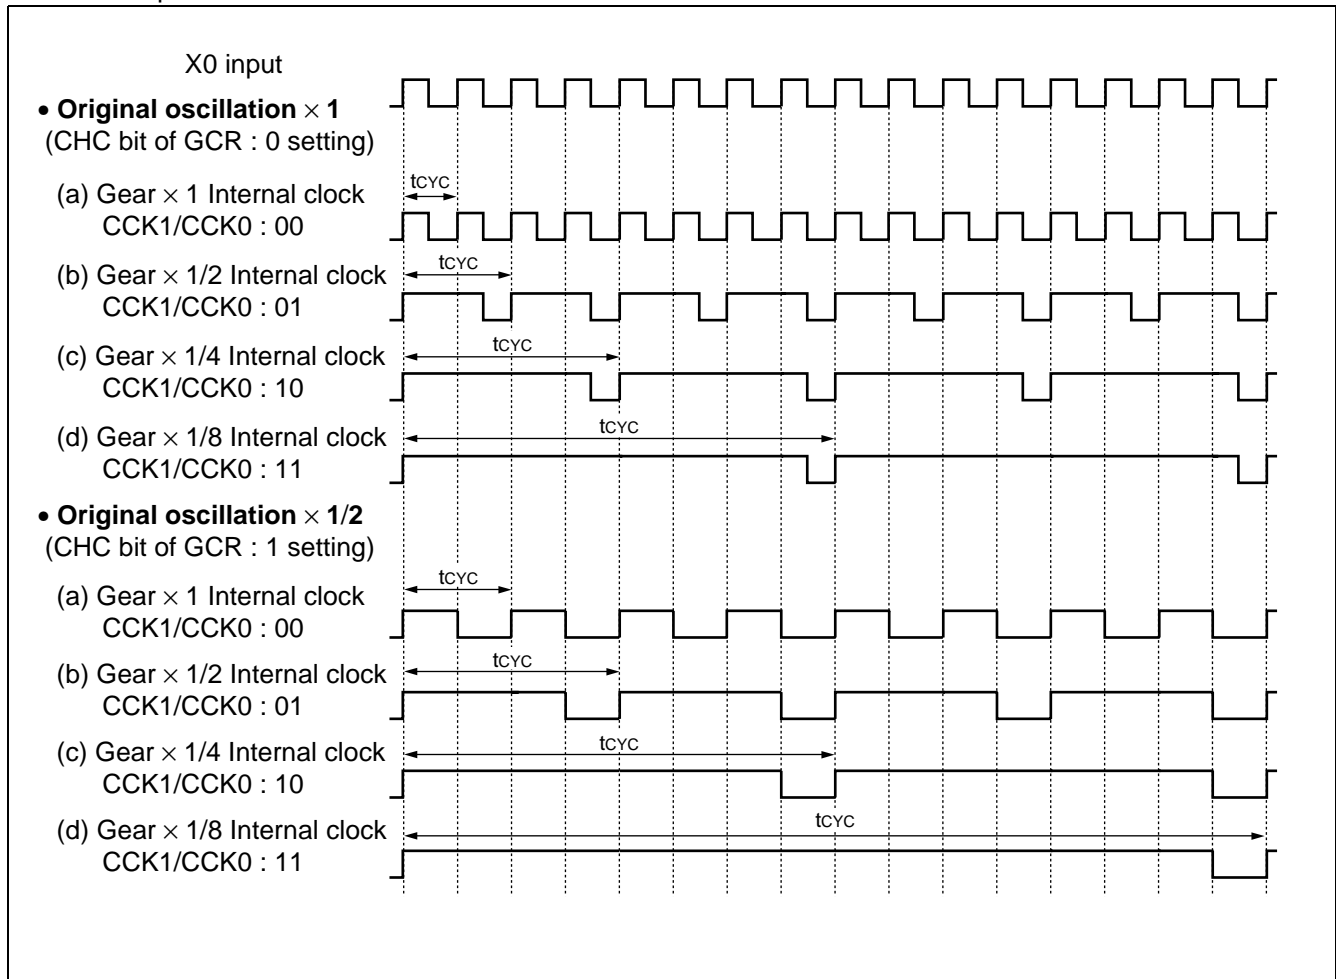 X0 input
• Original oscillation × 1
(CHC bit of GCR : 0 setting)
(a) Gear × 1 Internal clock
CCK1/CCK0 : 00
tCYC
(b) Gear × 1/2 Internal clock
CCK1/CCK0 : 01
tCYC
(c) Gear × 1/4 Internal clock
CCK1/CCK0 : 10
tCYC
(d) Gear × 1/8 Internal clock
CCK1/CCK0 : 11
tCYC
• Original oscillation × 1/2
(CHC bit of GCR : 1 setting)
(a) Gear × 1 Internal clock
CCK1/CCK0 : 00
tCYC
(b) Gear × 1/2 Internal clock
CCK1/CCK0 : 01
tCYC
(c) Gear × 1/4 Internal clock
CCK1/CCK0 : 10
tCYC
(d) Gear × 1/8 Internal clock
CCK1/CCK0 : 11
tCYC